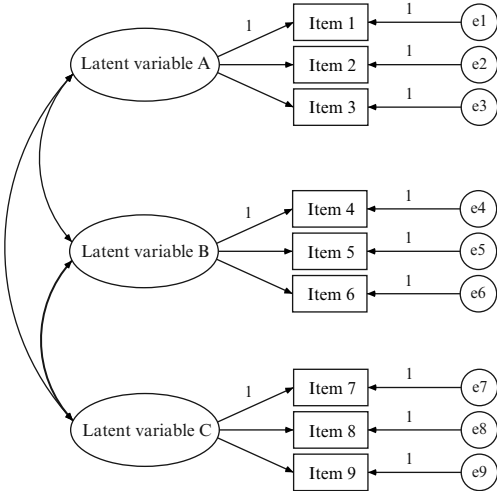 1 Item 1 1 e1
Latent variable A Item 2 1 e2
Item 3 1 e3
1 Item 4 1 e4
Latent variable B Item 5 1 e5
Item 6 1 e6
1 Item 7 1 e7
Latent variable C Item 8 1 e8
Item 9 1 e9